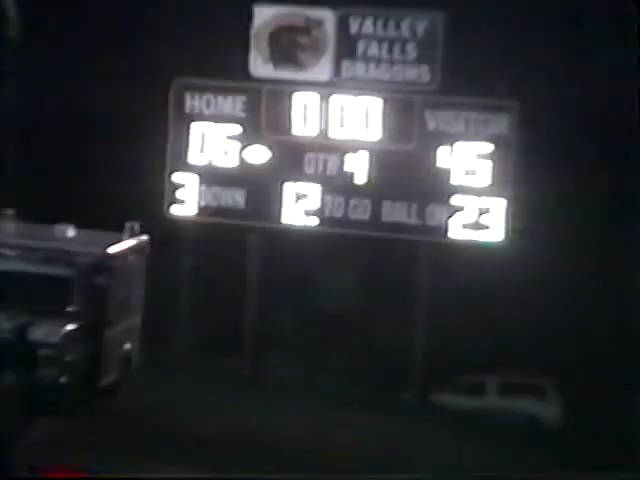 VALLEY
FALLS
DRAGONS
HOME 0:00 VISITOR
06 QTR 4 45
3 DOWN 12 TO GO BALL ON 23